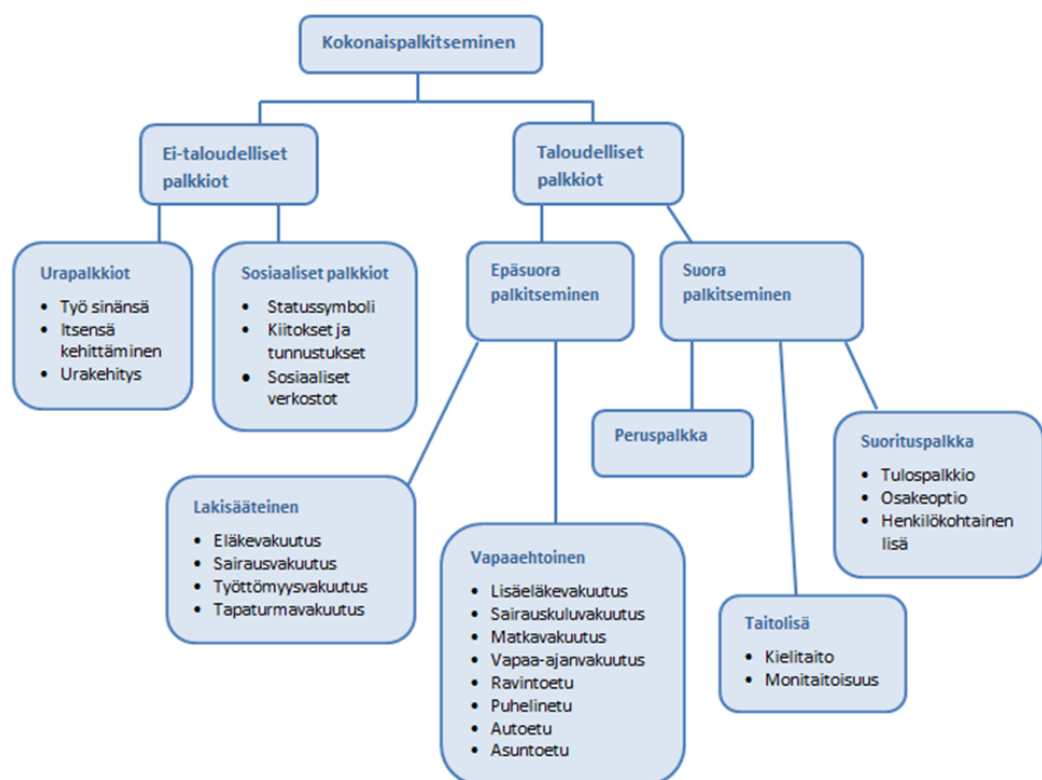 Kokonaispalkitseminen
Ei-taloudelliset
palkkiot
Taloudelliset
palkkiot
Urapalkkiot
• Työ sinänsä
• Itsensä
kehittäminen
• Urakehitys
Sosiaaliset palkkiot
• Statussymboli
• Kiitokset ja
tunnustukset
• Sosiaaliset
verkostot
Epäsuora
palkitseminen
Suora
palkitseminen
Peruspalkka
Suorituspalkka
• Tulospalkkio
• Osakeoptio
• Henkilökohtainen
lisä
Lakisääteinen
• Eläkevakuutus
• Sairausvakuutus
• Työttömyysvakuutus
• Tapaturmavakuutus
Vapaaehtoinen
• Lisäeläkevakuutus
• Sairauskuluvakuutus
• Matkavakuutus
• Vapaa-ajanvakuutus
• Ravintoetu
• Puhelinetu
• Autoetu
• Asuntoetu
Taitolisä
• Kielitaito
• Monitaitoisuus